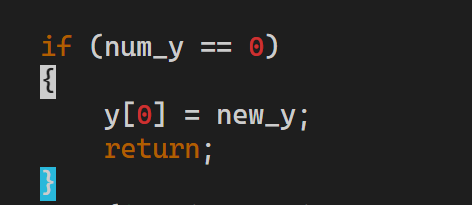 if (num_y == 0)
{
    y[0] = new_y;
    return;
}